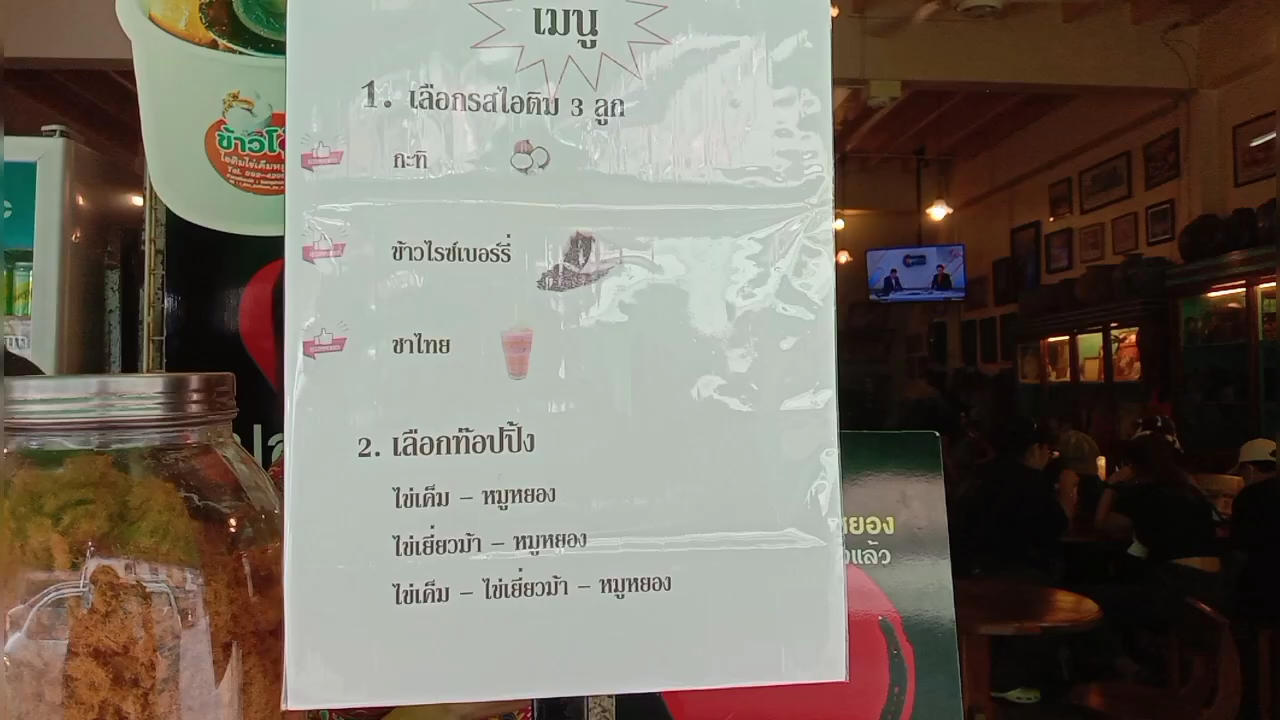 เมนู
1. เลือกรสไอติม 3 ลูก
กะทิ
ข้าวไรซ์เบอร์รี่
ชาไทย
2. เลือกท๊อปปิ้ง
ไข่เค็ม – หมูหยอง
ไข่เยี่ยวม้า – หมูหยอง
ไข่เค็ม – ไข่เยี่ยวม้า – หมูหยอง
หยอง
แล้ว